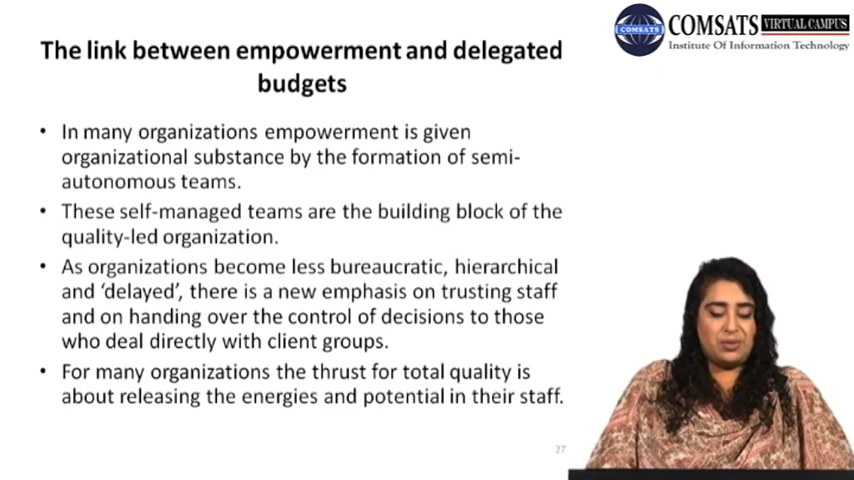 COMSATS VIRTUAL CAMPUS
Institute Of Information Technology
COMSATS
The link between empowerment and delegated
budgets
• In many organizations empowerment is given
organizational substance by the formation of semi-
autonomous teams.
• These self-managed teams are the building block of the
quality-led organization.
• As organizations become less bureaucratic, hierarchical
and ‘delayed’, there is a new emphasis on trusting staff
and on handing over the control of decisions to those
who deal directly with client groups.
• For many organizations the thrust for total quality is
about releasing the energies and potential in their staff.
27